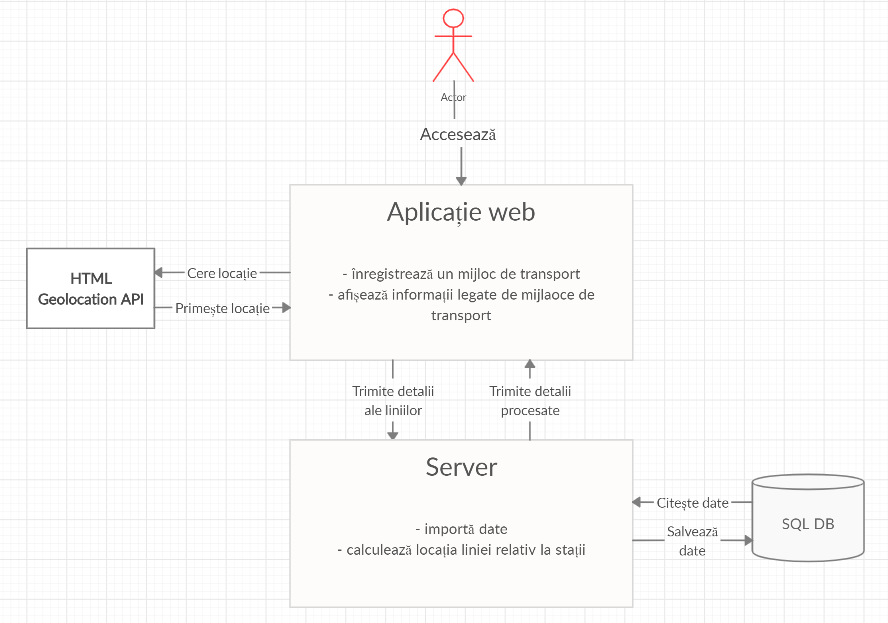 Actor
Accesează
Aplicație web
- înregistrează un mijloc de transport
- afișează informații legate de mijlaoce de
transport
HTML
Geolocation API
Cere locație
Primește locație
Trimite detalii
ale liniilor
Trimite detalii
procesate
Server
- importă date
- calculează locația liniei relativ la stații
Citește date
Salvează
date
SQL DB